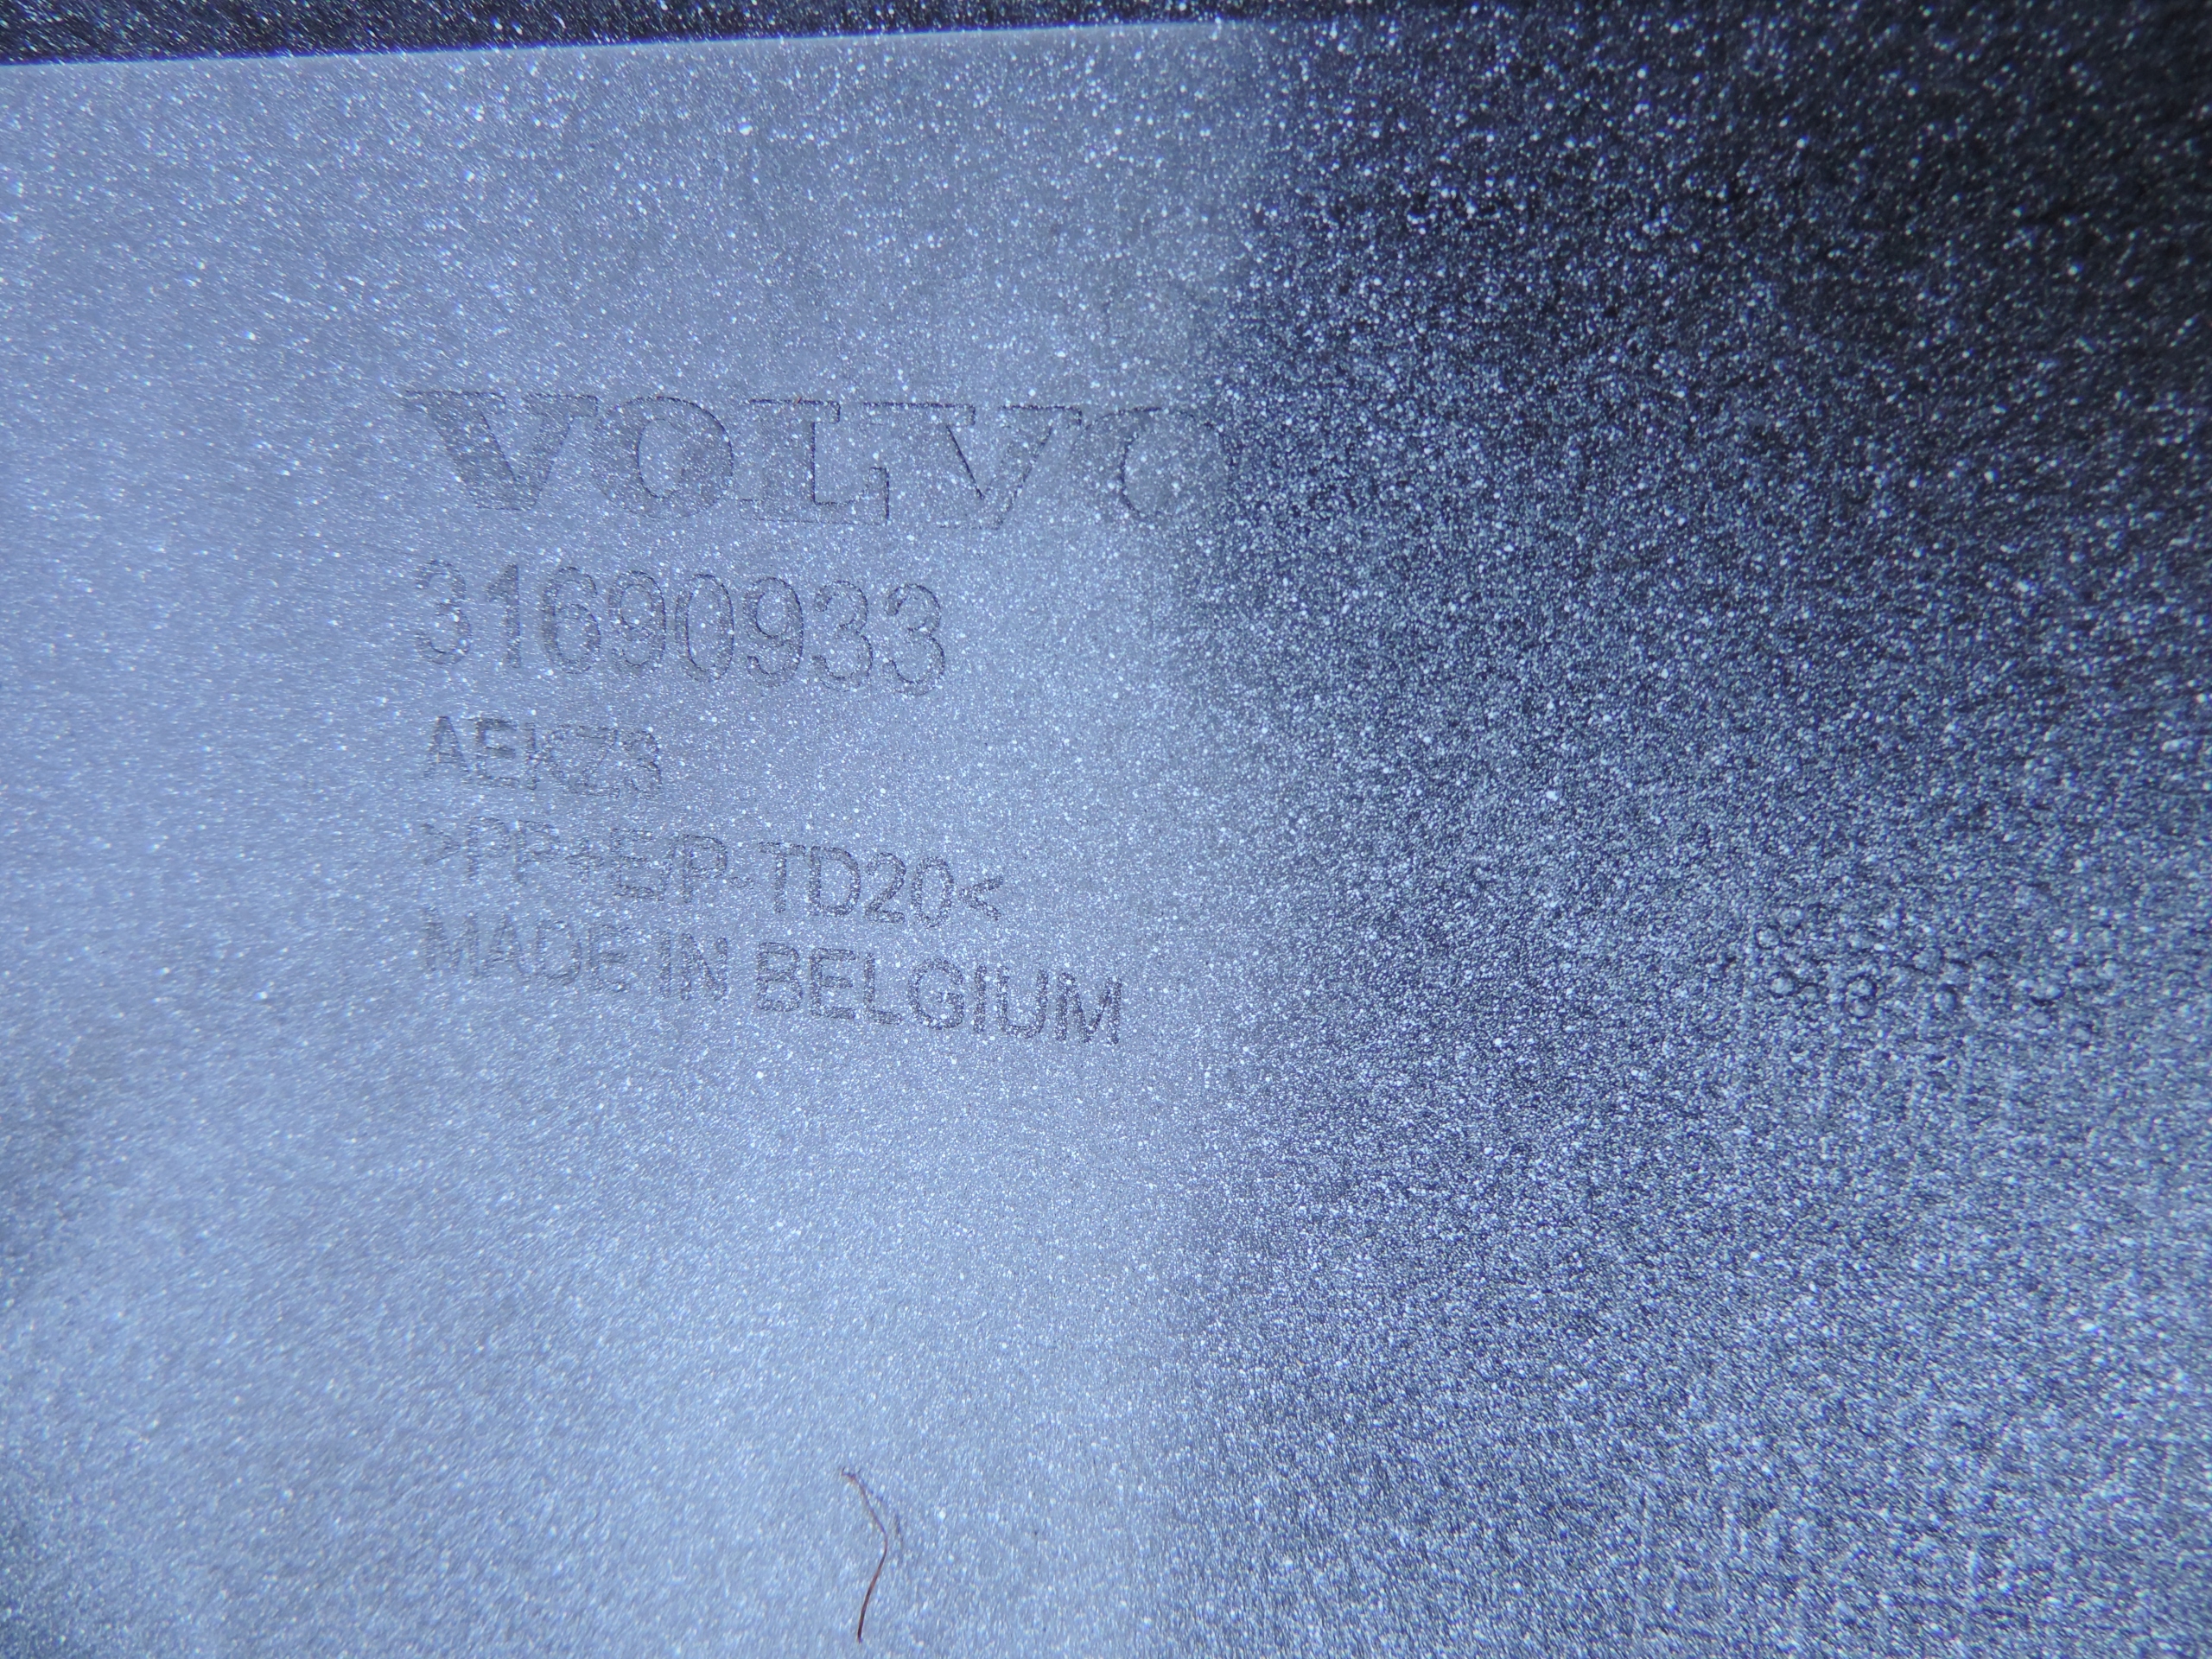 VOLVO
31690933
AEKZ3
>PP+E/P-TD20<
MADE IN BELGIUM